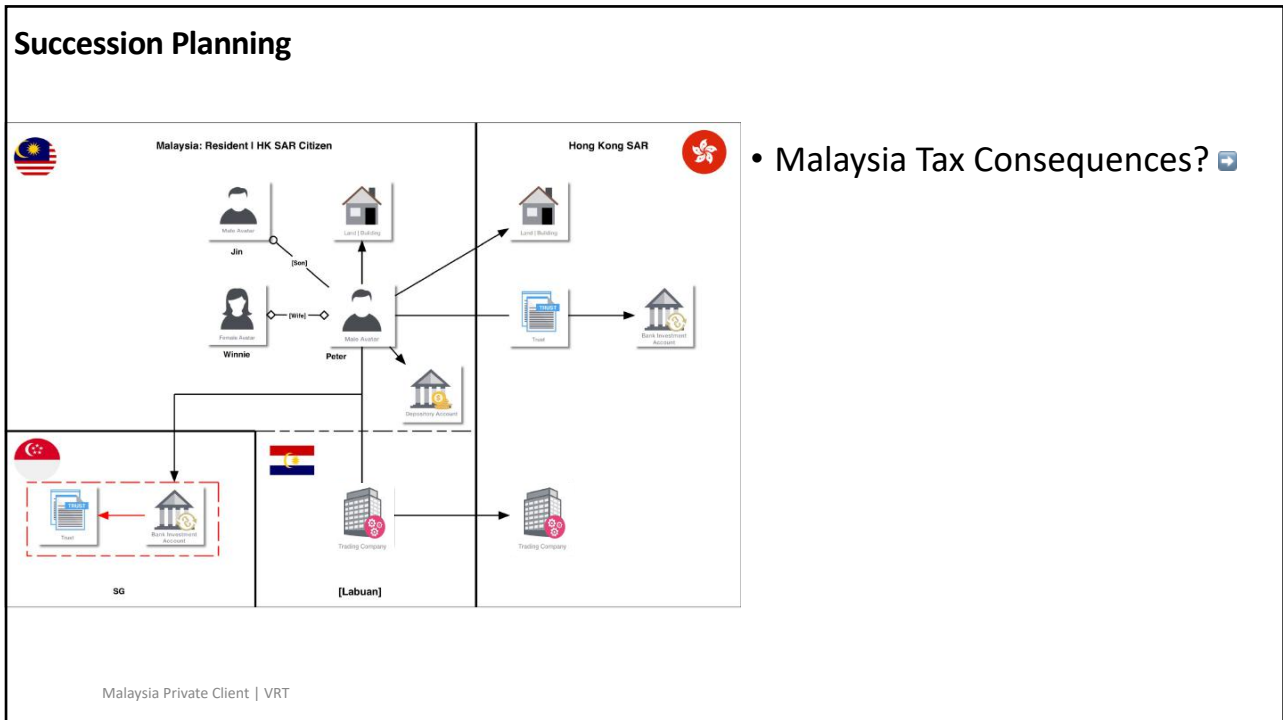 Succession Planning
Malaysia: Resident I HK SAR Citizen
Hong Kong SAR
• Malaysia Tax Consequences?
Male Avatar
Land | Building
Land | Building
Jin
[Son]
TRUST
[Wife]
Female Avatar
Male Avatar
Trust
Bank Investment
Account
Winnie
Peter
Depository Account
TRUST
Trust
Bank Investment
Account
Trading Company
Trading Company
SG
[Labuan]
Malaysia Private Client | VRT